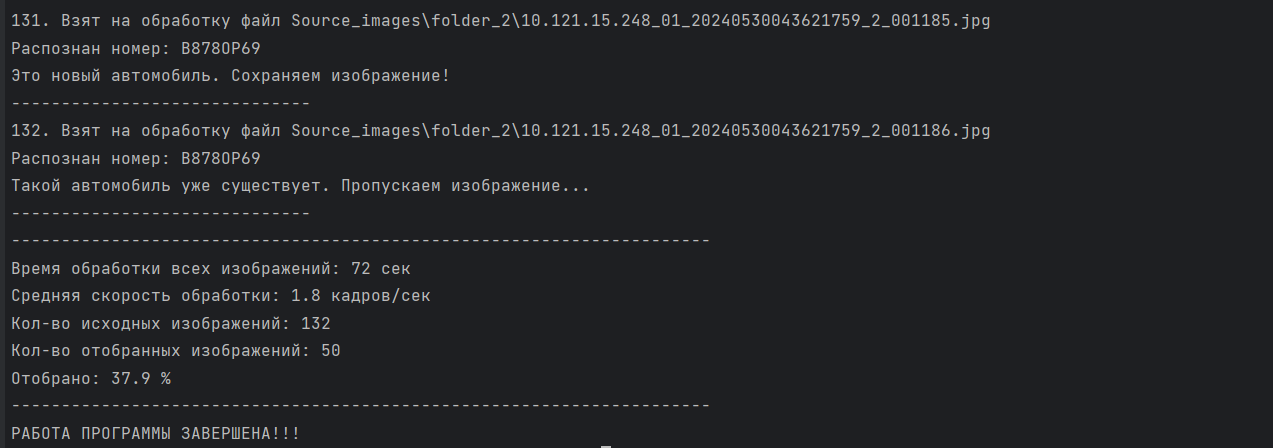 131. Взят на обработку файл Source_images\folder_2\10.121.15.248_01_20240530043621759_2_001185.jpg
Распознан номер: B878OP69
Это новый автомобиль. Сохраняем изображение!
------------------------------
132. Взят на обработку файл Source_images\folder_2\10.121.15.248_01_20240530043621759_2_001186.jpg
Распознан номер: B878OP69
Такой автомобиль уже существует. Пропускаем изображение...
------------------------------
----------------------------------------------------------------------
Время обработки всех изображений: 72 сек
Средняя скорость обработки: 1.8 кадров/сек
Кол-во исходных изображений: 132
Кол-во отобранных изображений: 50
Отобрано: 37.9 %
----------------------------------------------------------------------
РАБОТА ПРОГРАММЫ ЗАВЕРШЕНА!!!